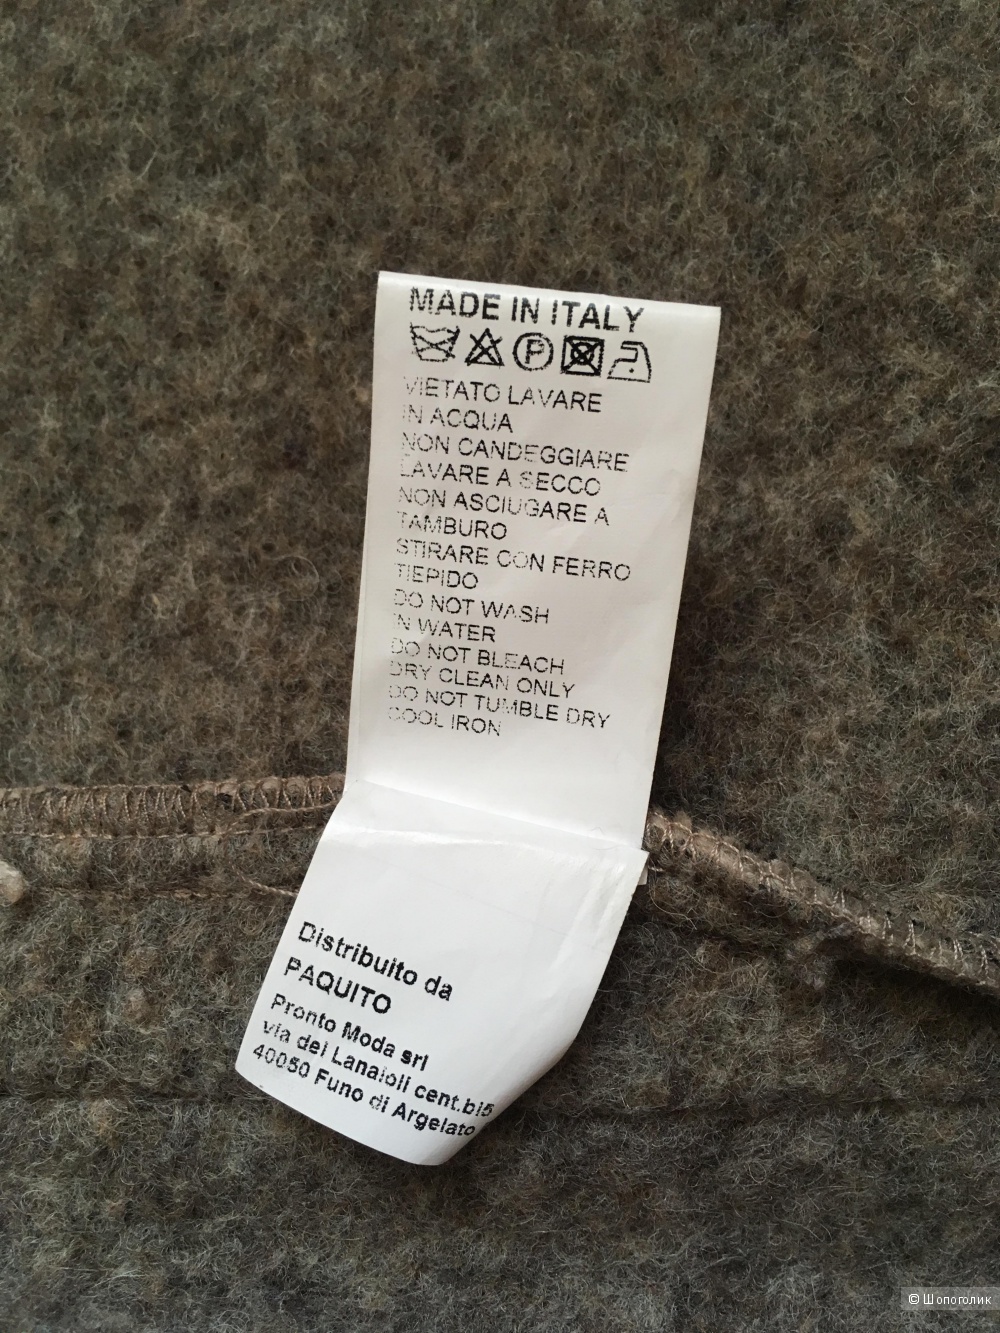 MADE IN ITALY
P
VIETATO LAVARE
IN ACQUA
NON CANDEGGIARE
LAVARE A SECCO
NON ASCIUGARE A
TAMBURO
STIRARE CON FERRO
TIEPIDO
DO NOT WASH
IN WATER
DO NOT BLEACH
DRY CLEAN ONLY
DO NOT TUMBLE DRY
COOL IRON
Distribuito da
PAQUITO
Pronto Moda srl
via dei Lanaioli cent.bi5
40050 Funo di Argelato
© Шопоголик